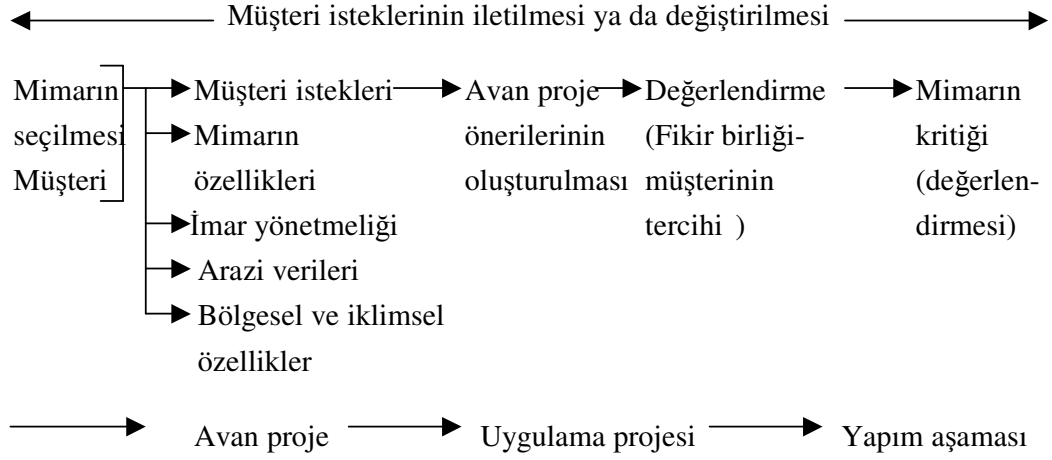 Müşteri isteklerinin iletilmesi ya da değiştirilmesi
Mimarın
seçilmesi
Müşteri
Müşteri istekleri
Mimarın
özellikleri
İmar yönetmeliği
Arazi verileri
Bölgesel ve iklimsel
özellikler
Avan proje
önerilerinin
oluşturulması
Değerlendirme
(Fikir birliği-
müşterinin
tercihi )
Mimarın
kritiği
(değerlen-
dirmesi)
Avan proje
Uygulama projesi
Yapım aşaması